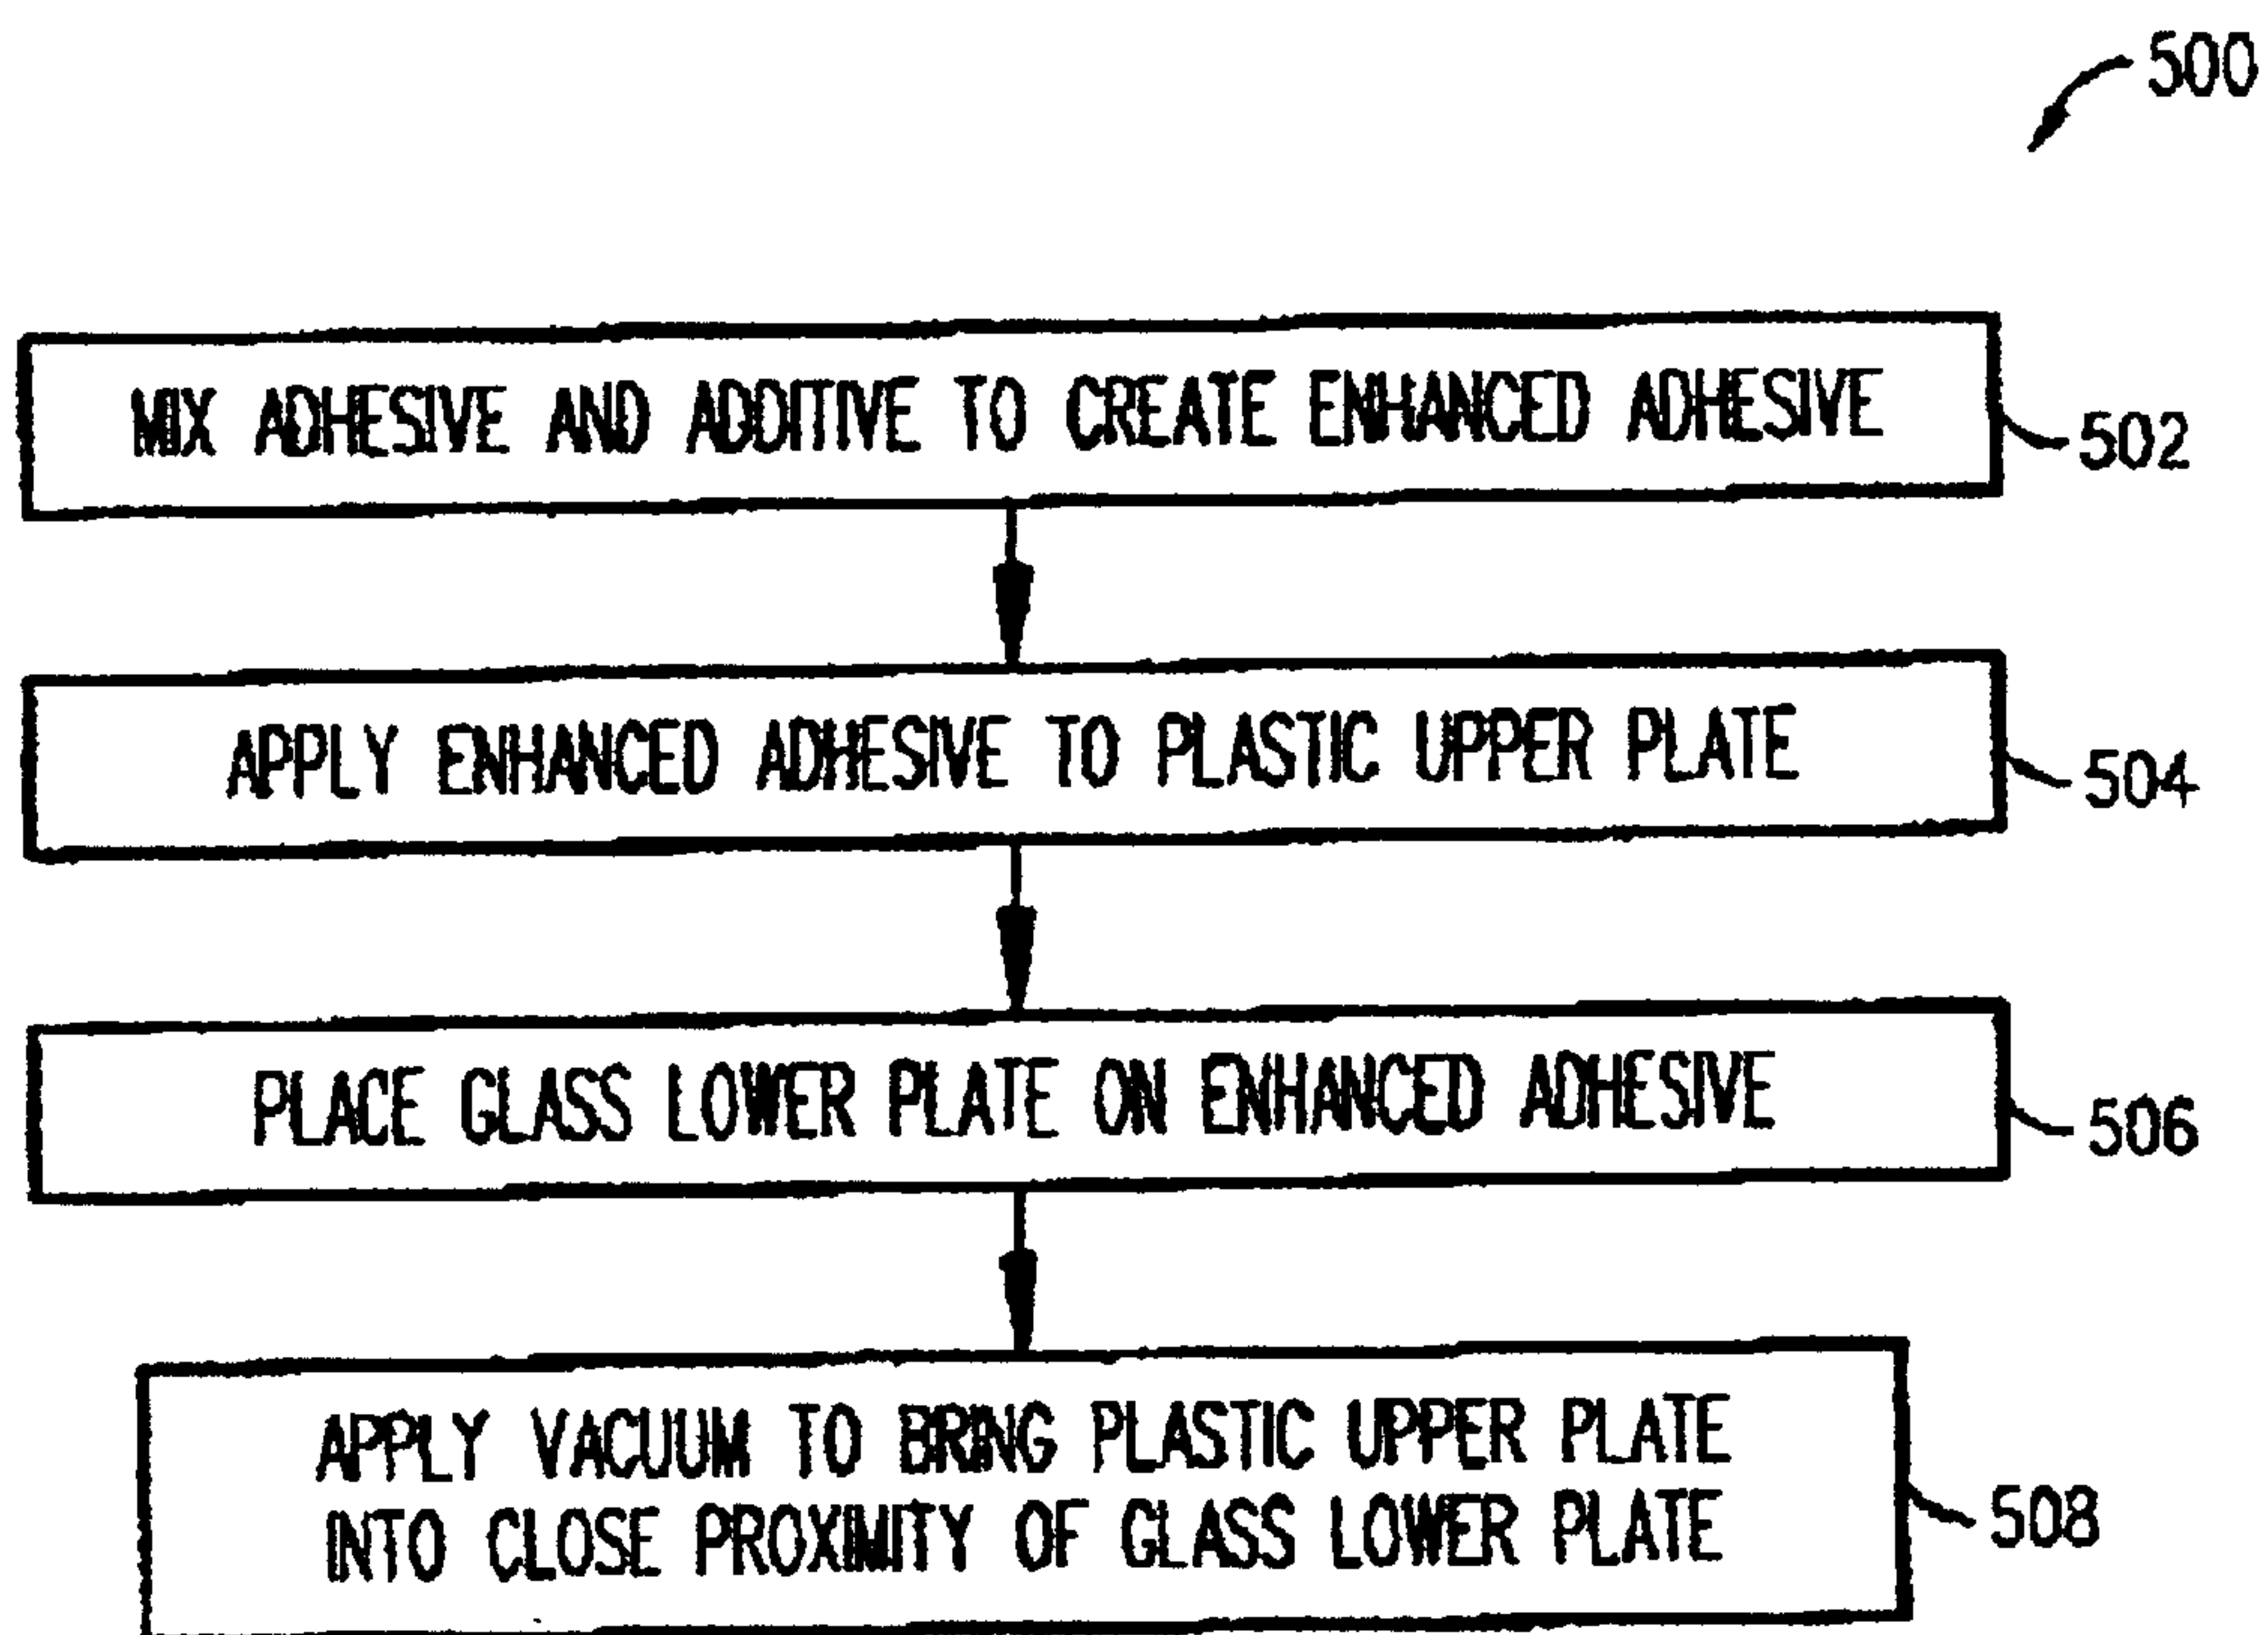 500
MIX ADHESIVE AND ADDITIVE TO CREATE ENHANCED ADHESIVE
502
APPLY ENHANCED ADHESIVE TO PLASTIC UPPER PLATE
504
PLACE GLASS LOWER PLATE ON ENHANCED ADHESIVE
506
APPLY VACUUM TO BRING PLASTIC UPPER PLATE
INTO CLOSE PROXIMITY OF GLASS LOWER PLATE
508